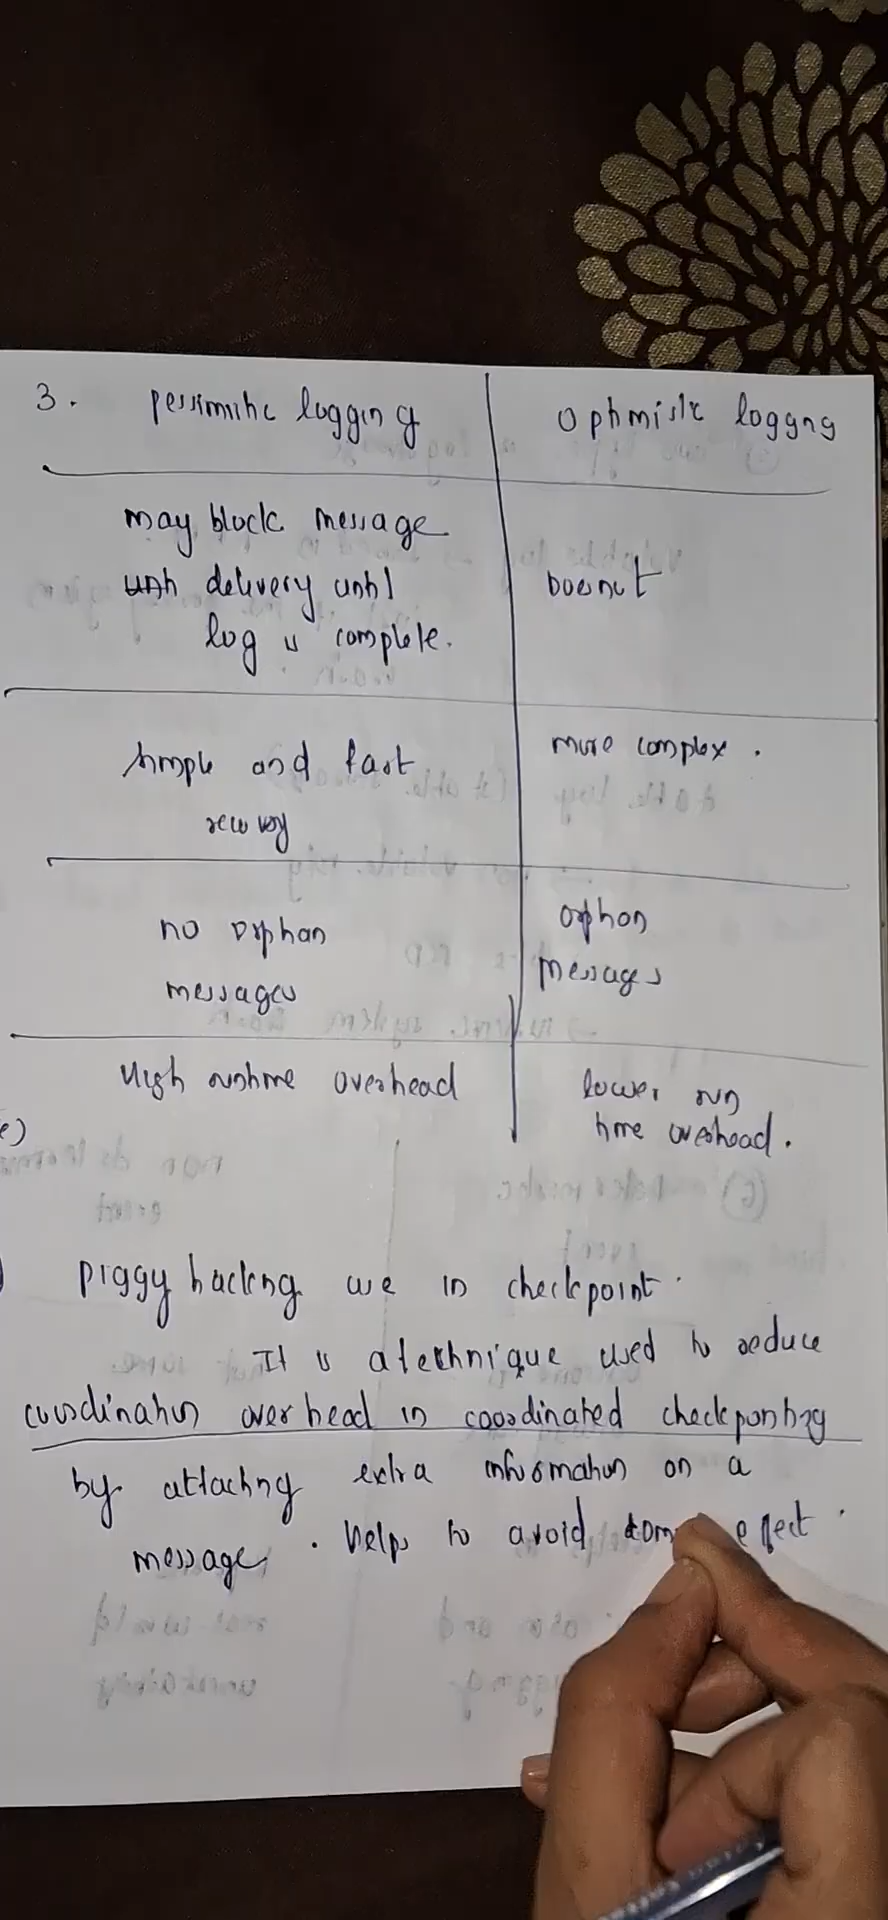 3. Pessimistic logging Optimistic logging
may block message
delivery until
log is complete.
Doesnot
simple and fast
recovery
more complex.
no orphan
messages
orphan
messages
High runtime overhead
lower run
time overhead.
e)
Piggy backing use in checkpoint.
It is a technique used to reduce
coordination overhead in coordinated checkpointing
by attaching extra information on a
message. helps to avoid effect.